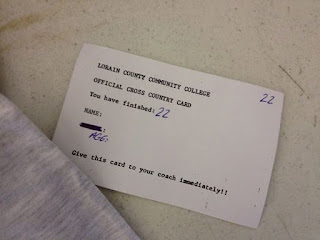 LORAIN COUNTY COMMUNITY COLLEGE
22
OFFICIAL CROSS COUNTRY CARD
You have finished: 22
NAME:
:
Give this card to your coach immediately!!